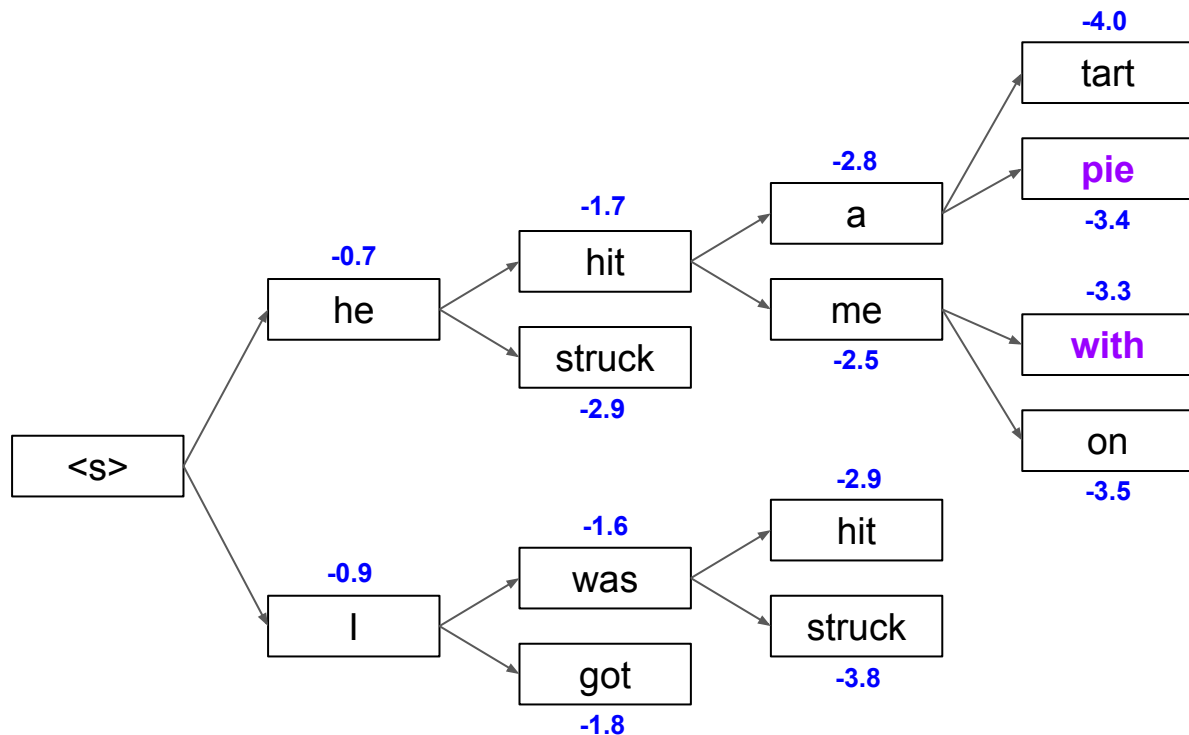 -4.0
tart
-2.8
pie
-1.7
a
-3.4
-0.7
hit
-3.3
he
me
with
struck
-2.5
-2.9
on
<s>
-2.9
-3.5
-1.6
hit
-0.9
was
I
struck
got
-3.8
-1.8